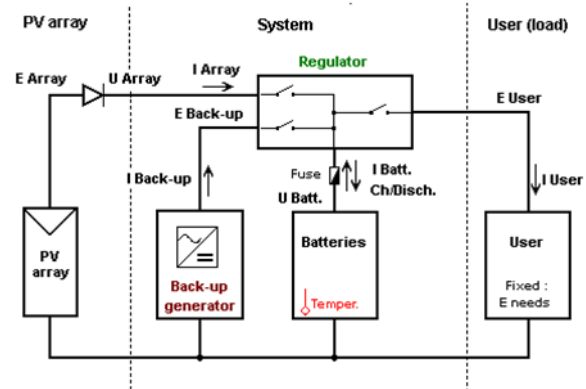 PV array
System
User (load)
Regulator
E Array
U Array
I Array
E User
E Back-up
I Back-up
Fuse
I Batt.
Ch/Disch.
U Batt.
I User
PV
array
Back-up
generator
Batteries
Temper.
User
Fixed :
E needs